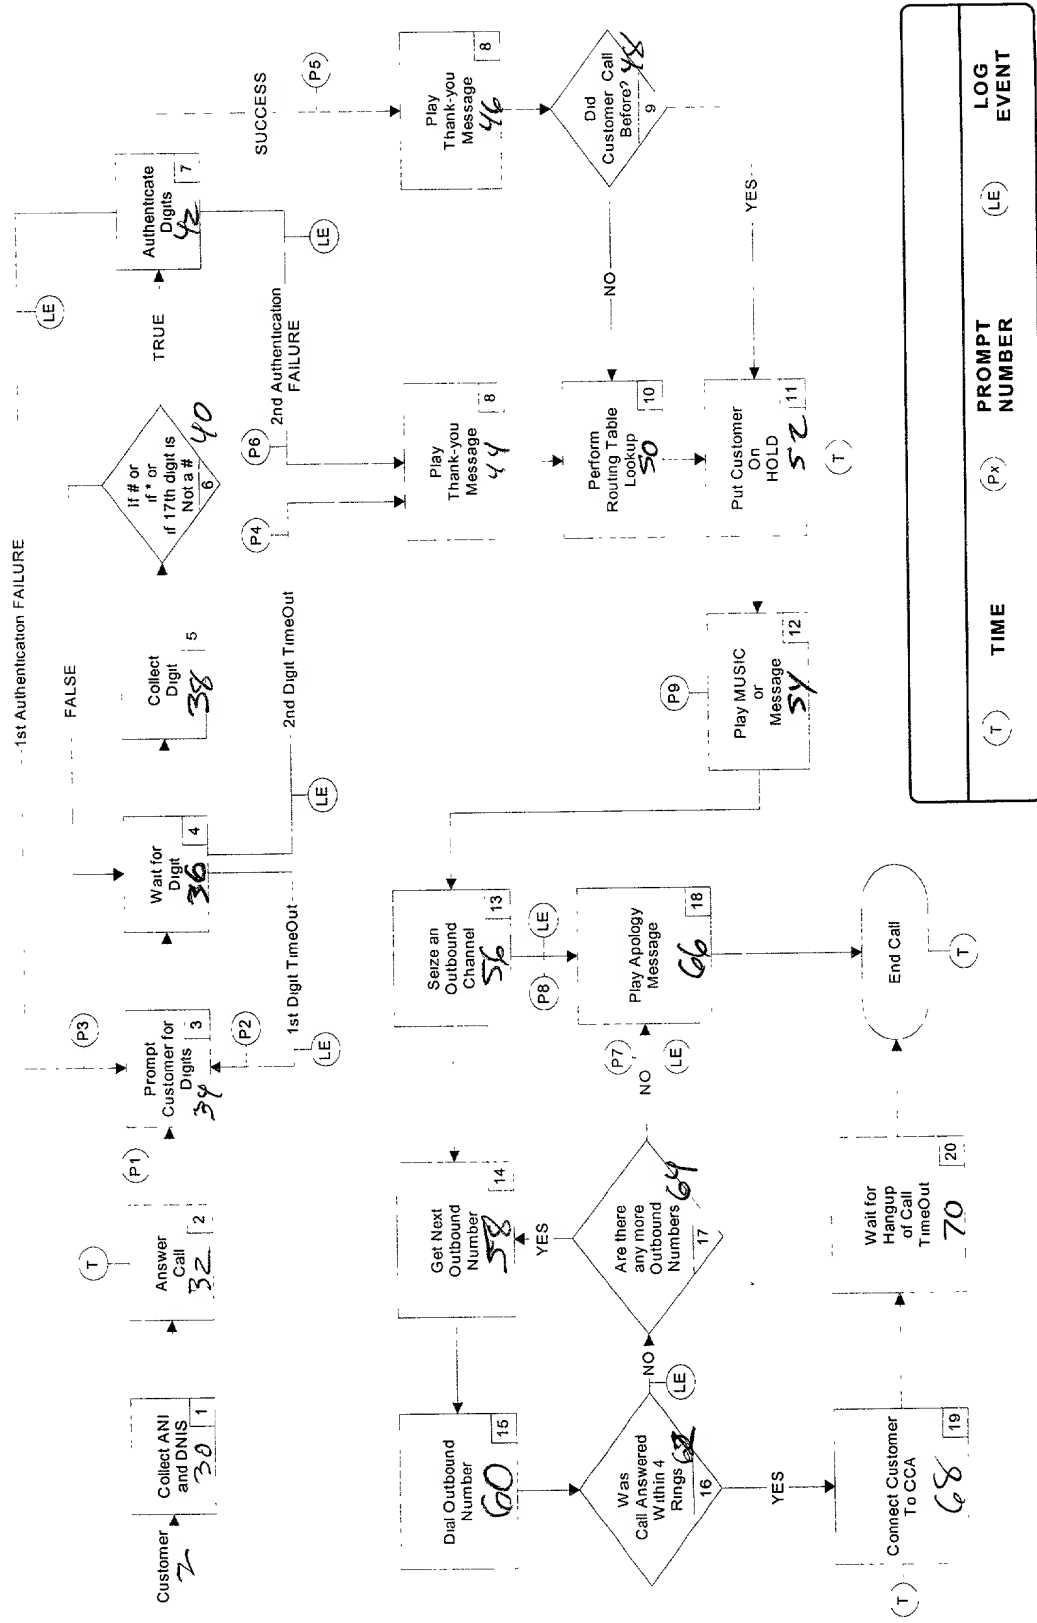 Customer
2
Collect ANI
and DNIS
30
1
T
Answer
Call
32
2
P1
P3
Prompt
Customer for
Digits
34
3
P2
LE
1st Digit TimeOut
Wait for
Digit
36
4
FALSE
1st Authentication FAILURE
LE
2nd Digit TimeOut
Collect
Digit
38
5
If # or
if * or
if 17th digit is
Not a #
40
6
TRUE
LE
Authenticate
Digits
42
7
LE
2nd Authentication
FAILURE
SUCCESS
P5
P4
P6
Play
Thank-you
Message
44
8
Play
Thank-you
Message
46
8
Did
Customer Call
Before?
48
9
NO
YES
Perform
Routing Table
Lookup
50
10
Put Customer
On
HOLD
52
11
T
P9
Play MUSIC
or
Message
54
12
Seize an
Outbound
Channel
56
13
P8
LE
Get Next
Outbound
Number
58
14
Dial Outbound
Number
60
15
Was
Call Answered
Within 4
Rings
62
16
NO
LE
YES
Are there
any more
Outbound
Numbers
64
17
YES
NO
P7
LE
Play Apology
Message
66
18
T
Connect Customer
To CCA
68
19
Wait for
Hangup
of Call
TimeOut
70
20
End Call
T
T
TIME
Px
PROMPT
NUMBER
LE
LOG
EVENT